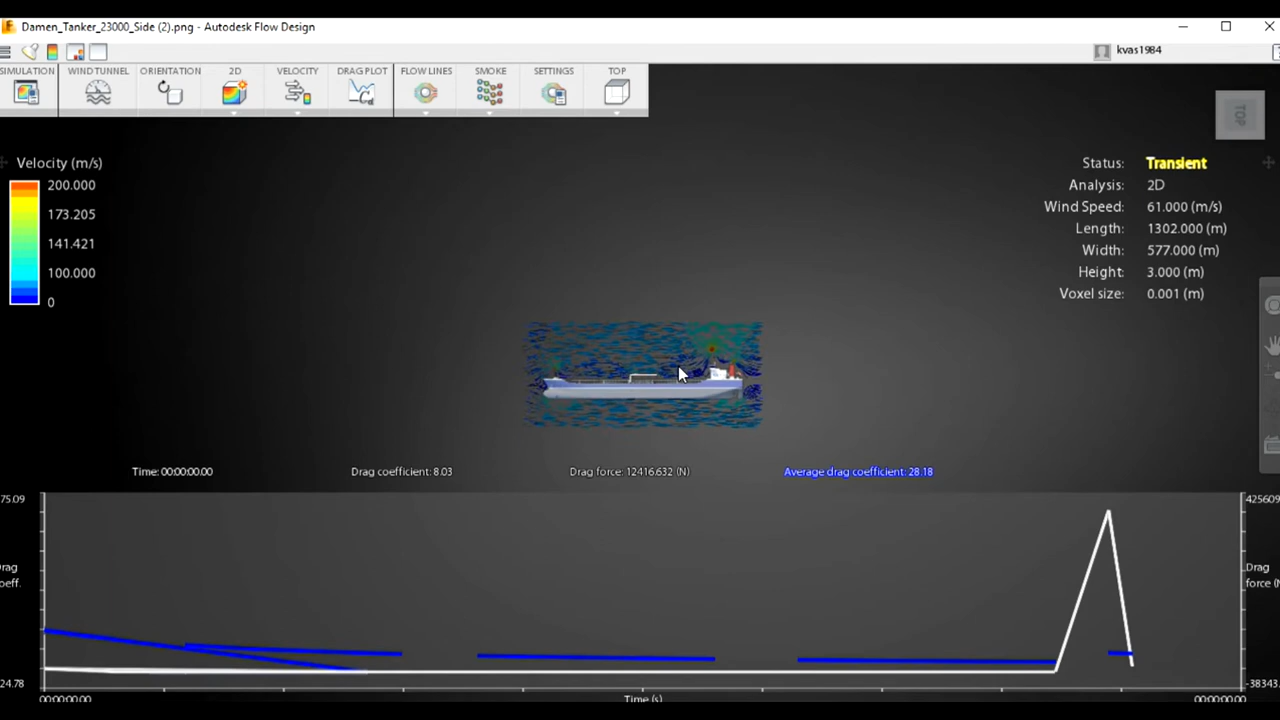 Damen_Tanker_23000_Side (2).png - Autodesk Flow Design
kvas1984
SIMULATION WIND TUNNEL ORIENTATION 2D VELOCITY DRAG PLOT FLOW LINES SMOKE SETTINGS TOP
TOP
Velocity (m/s)
200.000
173.205
141.421
100.000
0
Status: Transient
Analysis: 2D
Wind Speed: 61.000 (m/s)
Length: 1302.000 (m)
Width: 577.000 (m)
Height: 3.000 (m)
Voxel size: 0.001 (m)
Time: 00:00:00.00 Drag coefficient: 8.03 Drag force: 12416.632 (N) Average drag coefficient: 28.18
75.09 425609
rag Drag
oeff. force (N
24.78 -38343.
00:00:00.00 Time (s) 00:00:00.00